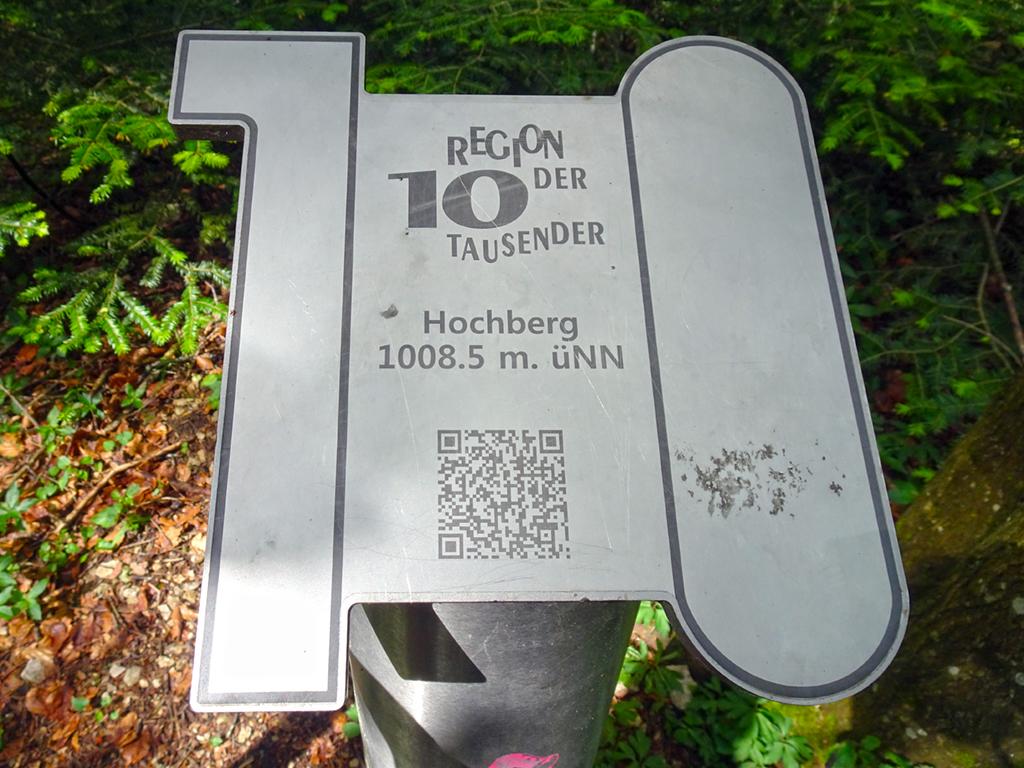 REGION
10 DER
TAUSENDER
Hochberg
1008.5 m. üNN